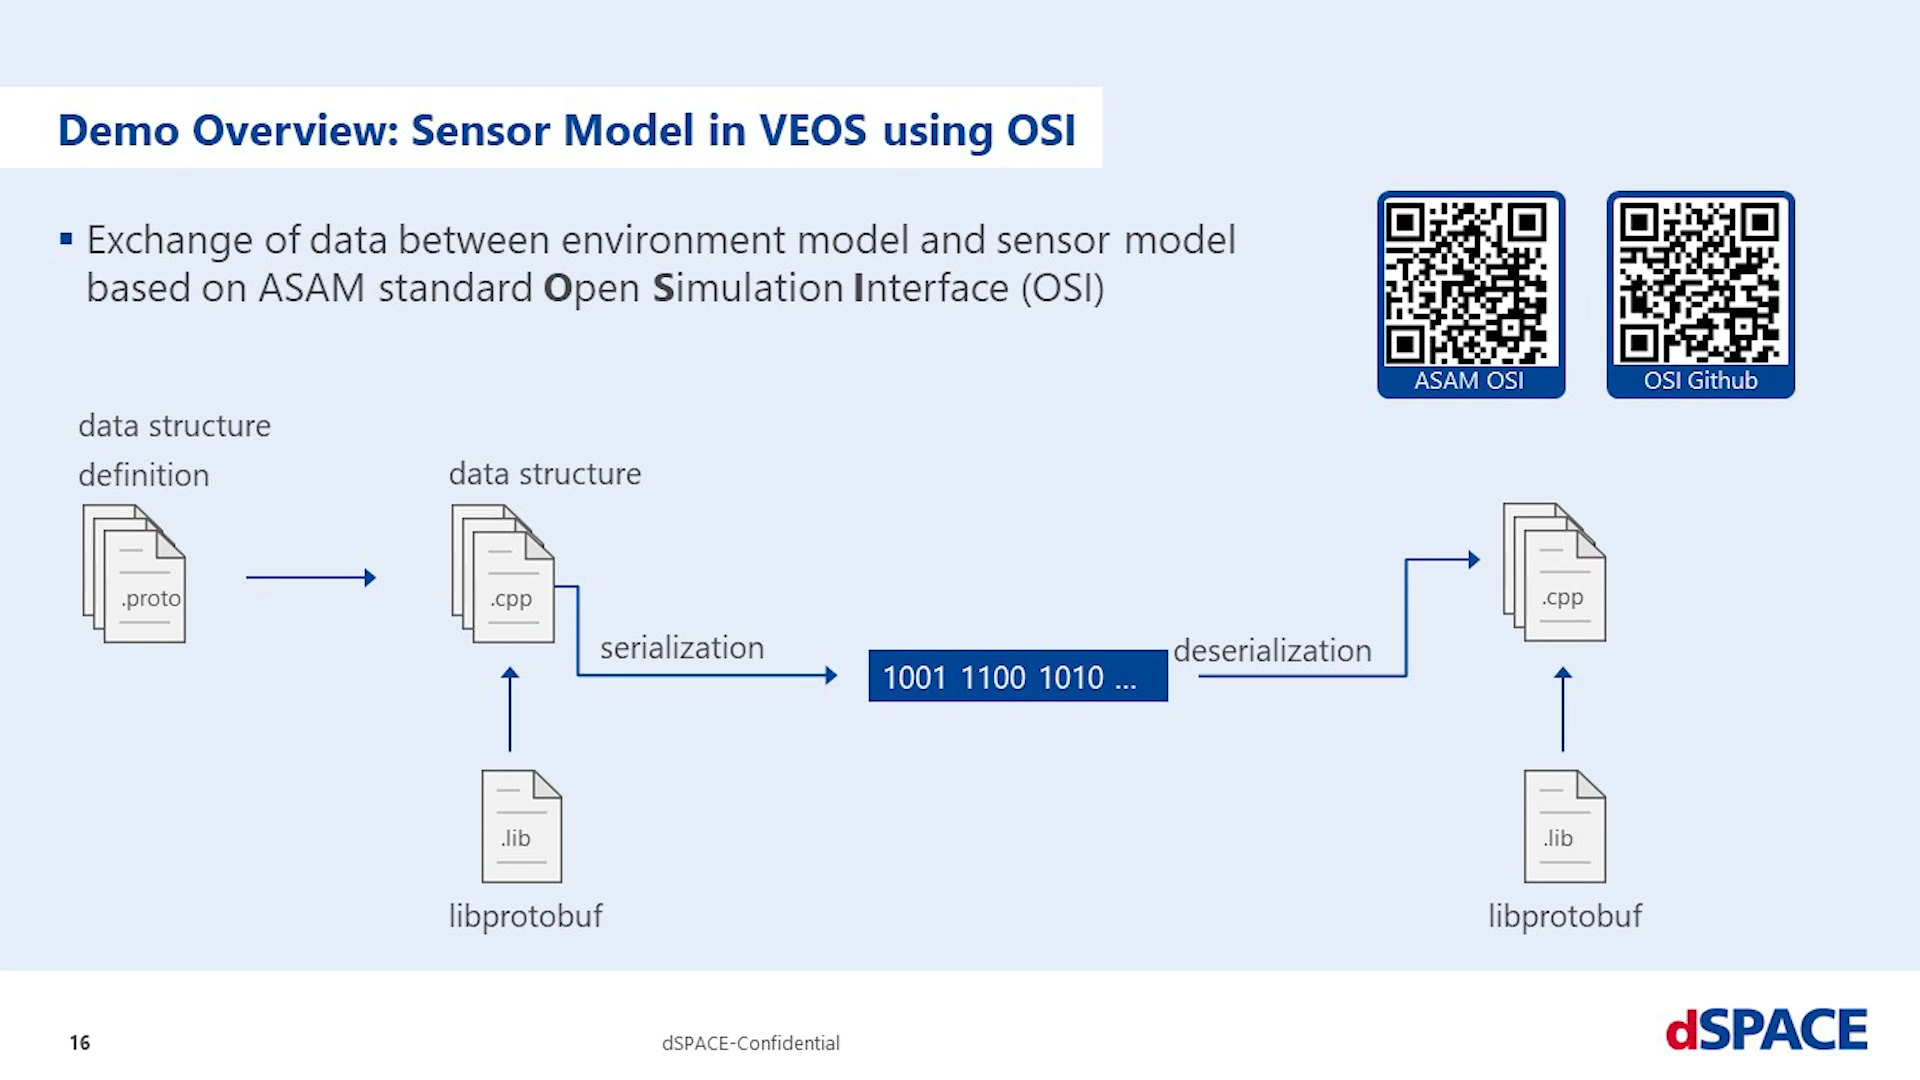 Demo Overview: Sensor Model in VEOS using OSI
▪ Exchange of data between environment model and sensor model
based on ASAM standard Open Simulation Interface (OSI)
ASAM OSI
OSI Github
data structure
definition
data structure
.proto
.cpp
.cpp
serialization
1001 1100 1010 ...
deserialization
.lib
.lib
libprotobuf
libprotobuf
16
dSPACE-Confidential
dSPACE